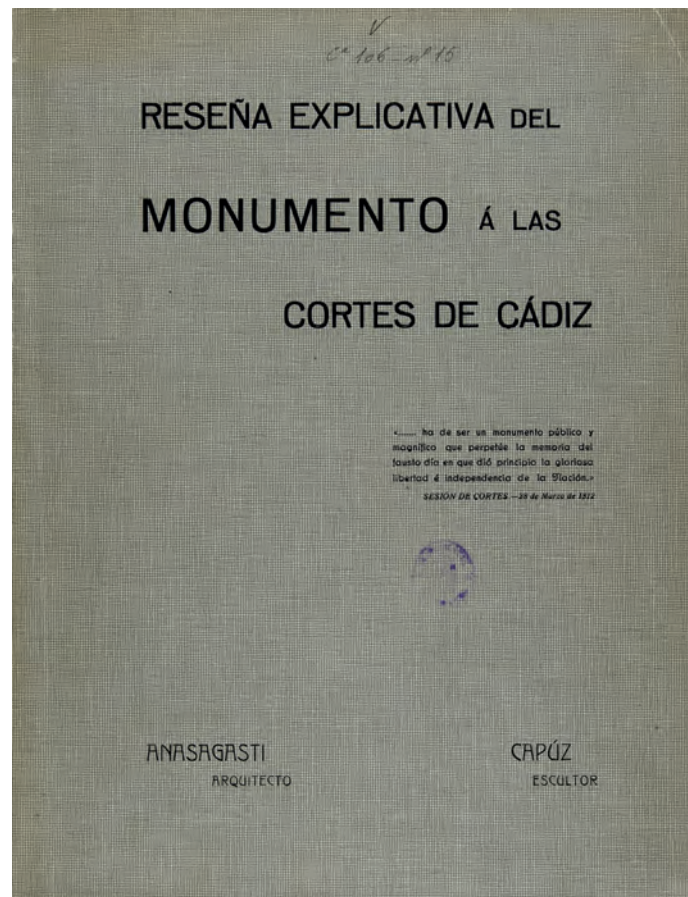 V
Cª 106 - nº 15
RESEÑA EXPLICATIVA DEL
MONUMENTO Á LAS
CORTES DE CÁDIZ
«...... ha de ser un monumento público y
magnífico que perpetúe la memoria del
fausto día en que dió principio la gloriosa
libertad é independencia de la Nación.»
SESIÓN DE CORTES.—28 de Marzo de 1812
ANASAGASTI
ARQUITECTO
CAPÚZ
ESCULTOR